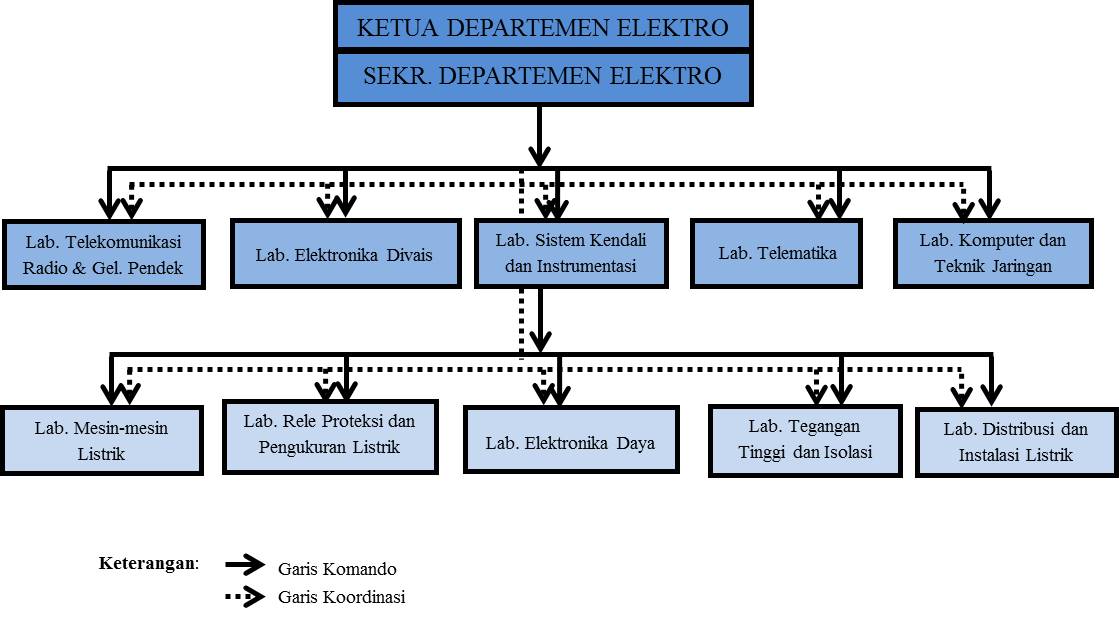 KETUA DEPARTEMEN ELEKTRO
SEKR. DEPARTEMEN ELEKTRO
Lab. Telekomunikasi
Radio & Gel. Pendek
Lab. Elektronika Divais
Lab. Sistem Kendali
dan Instrumentasi
Lab. Telematika
Lab. Komputer dan
Teknik Jaringan
Lab. Mesin-mesin
Listrik
Lab. Rele Proteksi dan
Pengukuran Listrik
Lab. Elektronika Daya
Lab. Tegangan
Tinggi dan Isolasi
Lab. Distribusi dan
Instalasi Listrik
Keterangan:
Garis Komando
Garis Koordinasi